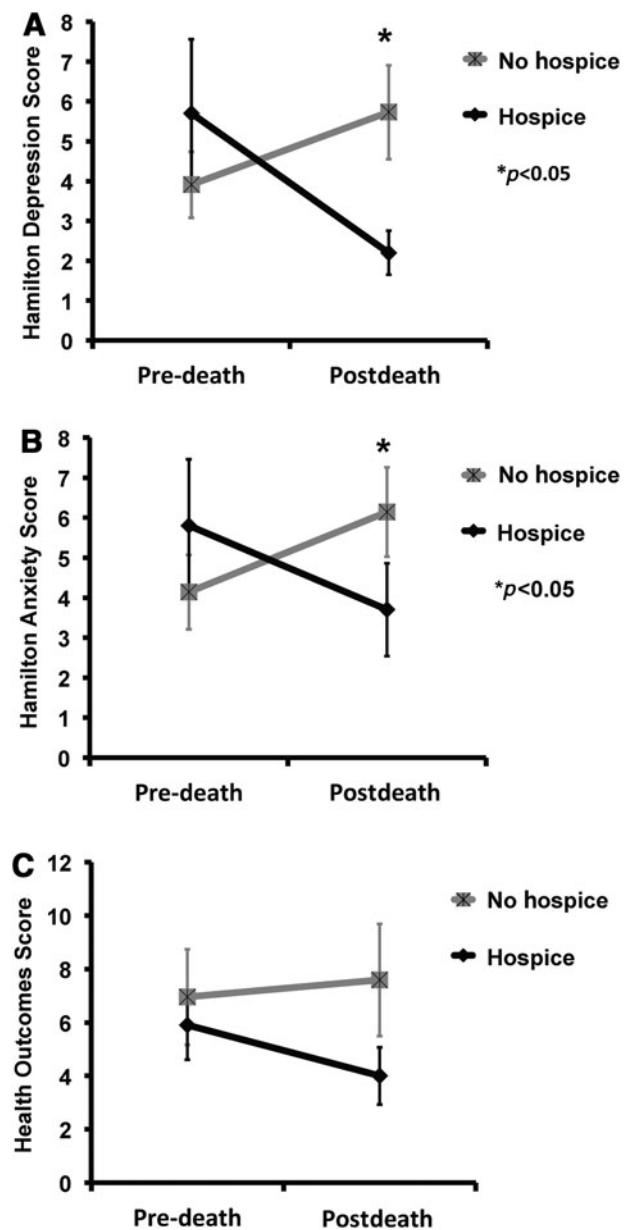 A
Hamilton Depression Score
8
7
6
5
4
3
2
1
0
*
Pre-death
Postdeath
No hospice
Hospice
*p<0.05
B
Hamilton Anxiety Score
8
7
6
5
4
3
2
1
0
*
Pre-death
Postdeath
No hospice
Hospice
*p<0.05
C
Health Outcomes Score
12
10
8
6
4
2
0
Pre-death
Postdeath
No hospice
Hospice